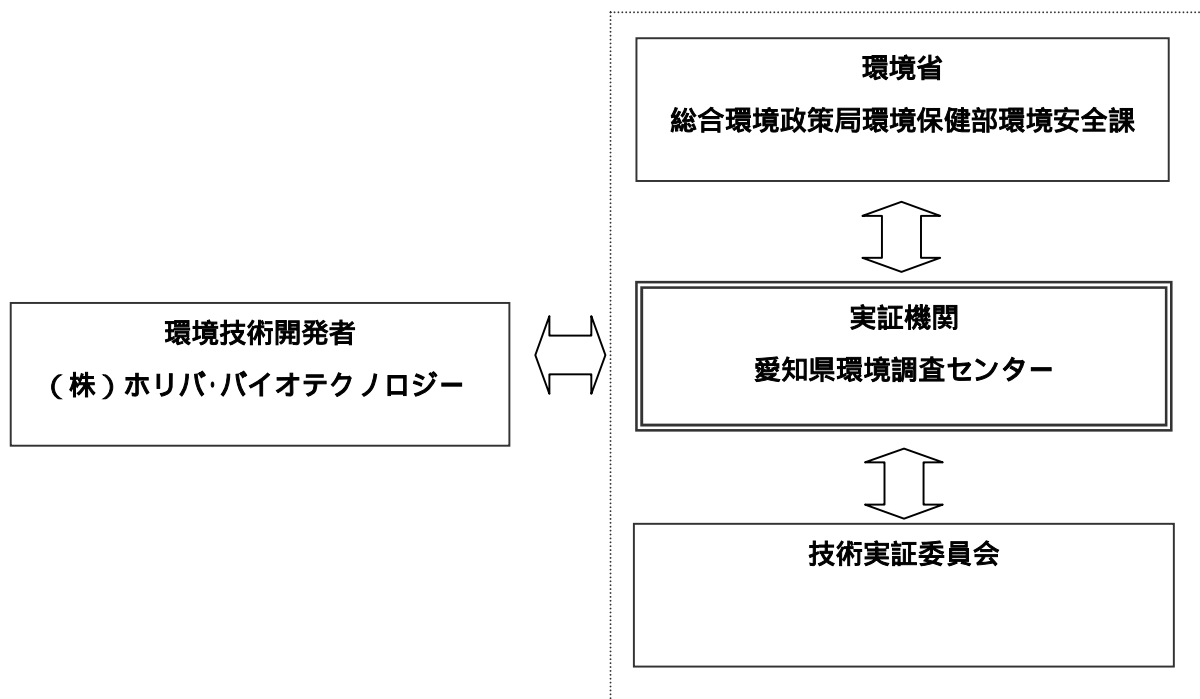 環境省
総合環境政策局環境保健部環境安全課
環境技術開発者
（株）ホリバ･バイオテクノロジー
実証機関
愛知県環境調査センター
技術実証委員会